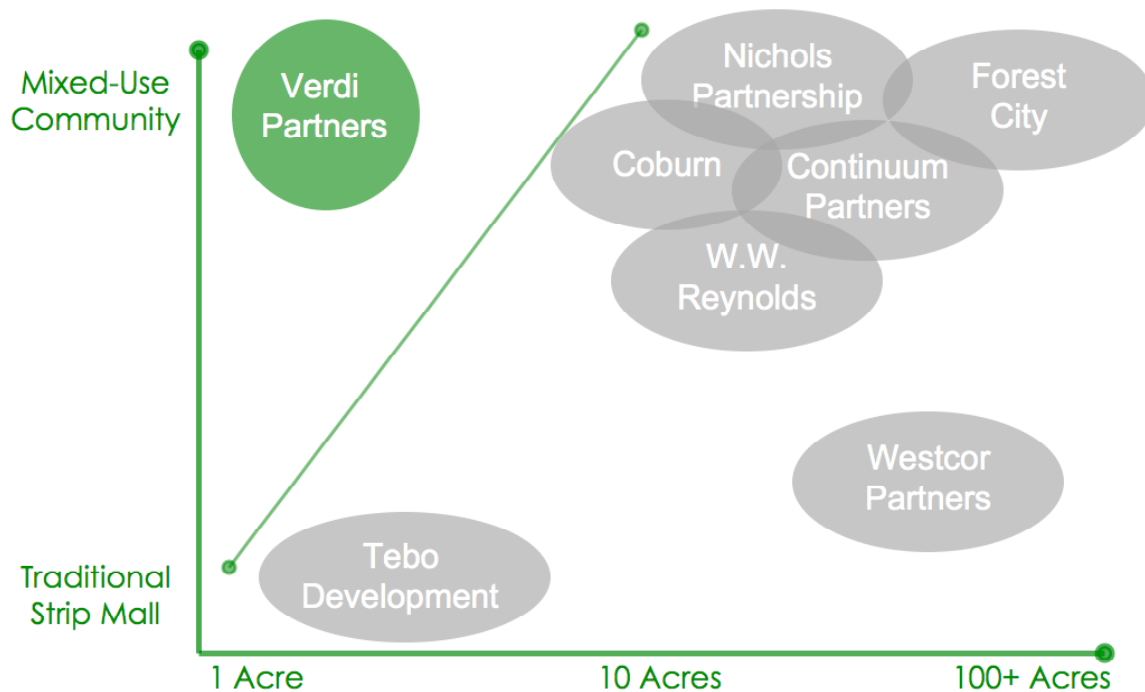 Mixed-Use
Community
Verdi
Partners
Nichols
Partnership
Forest
City
Coburn
Continuum
Partners
W.W.
Reynolds
Westcor
Partners
Tebo
Development
Traditional
Strip Mall
1 Acre
10 Acres
100+ Acres